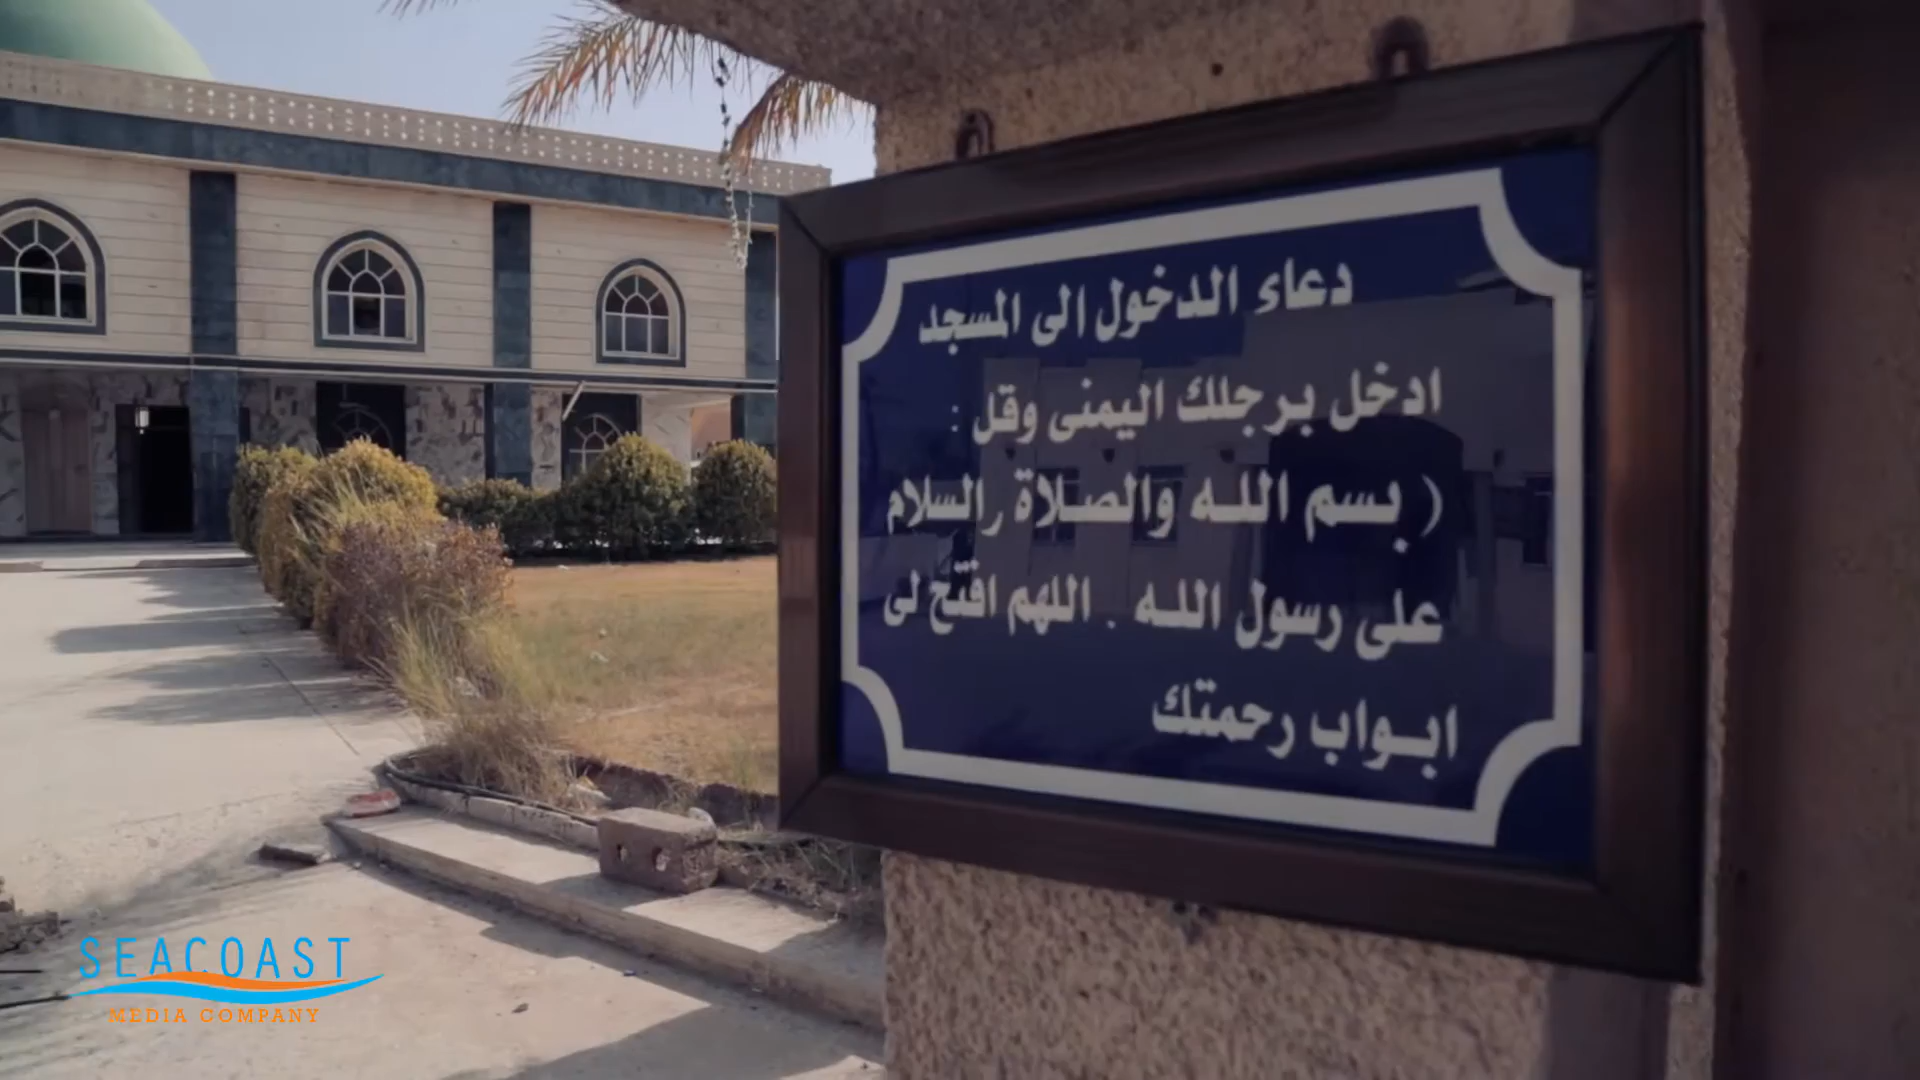 دعاء الدخول الى المسجد
ادخل برجلك اليمنى وقل :
( بسم الله والصلاة والسلام
على رسول الله . اللهم افتح لى
ابواب رحمتك
SEACOAST
MEDIA COMPANY